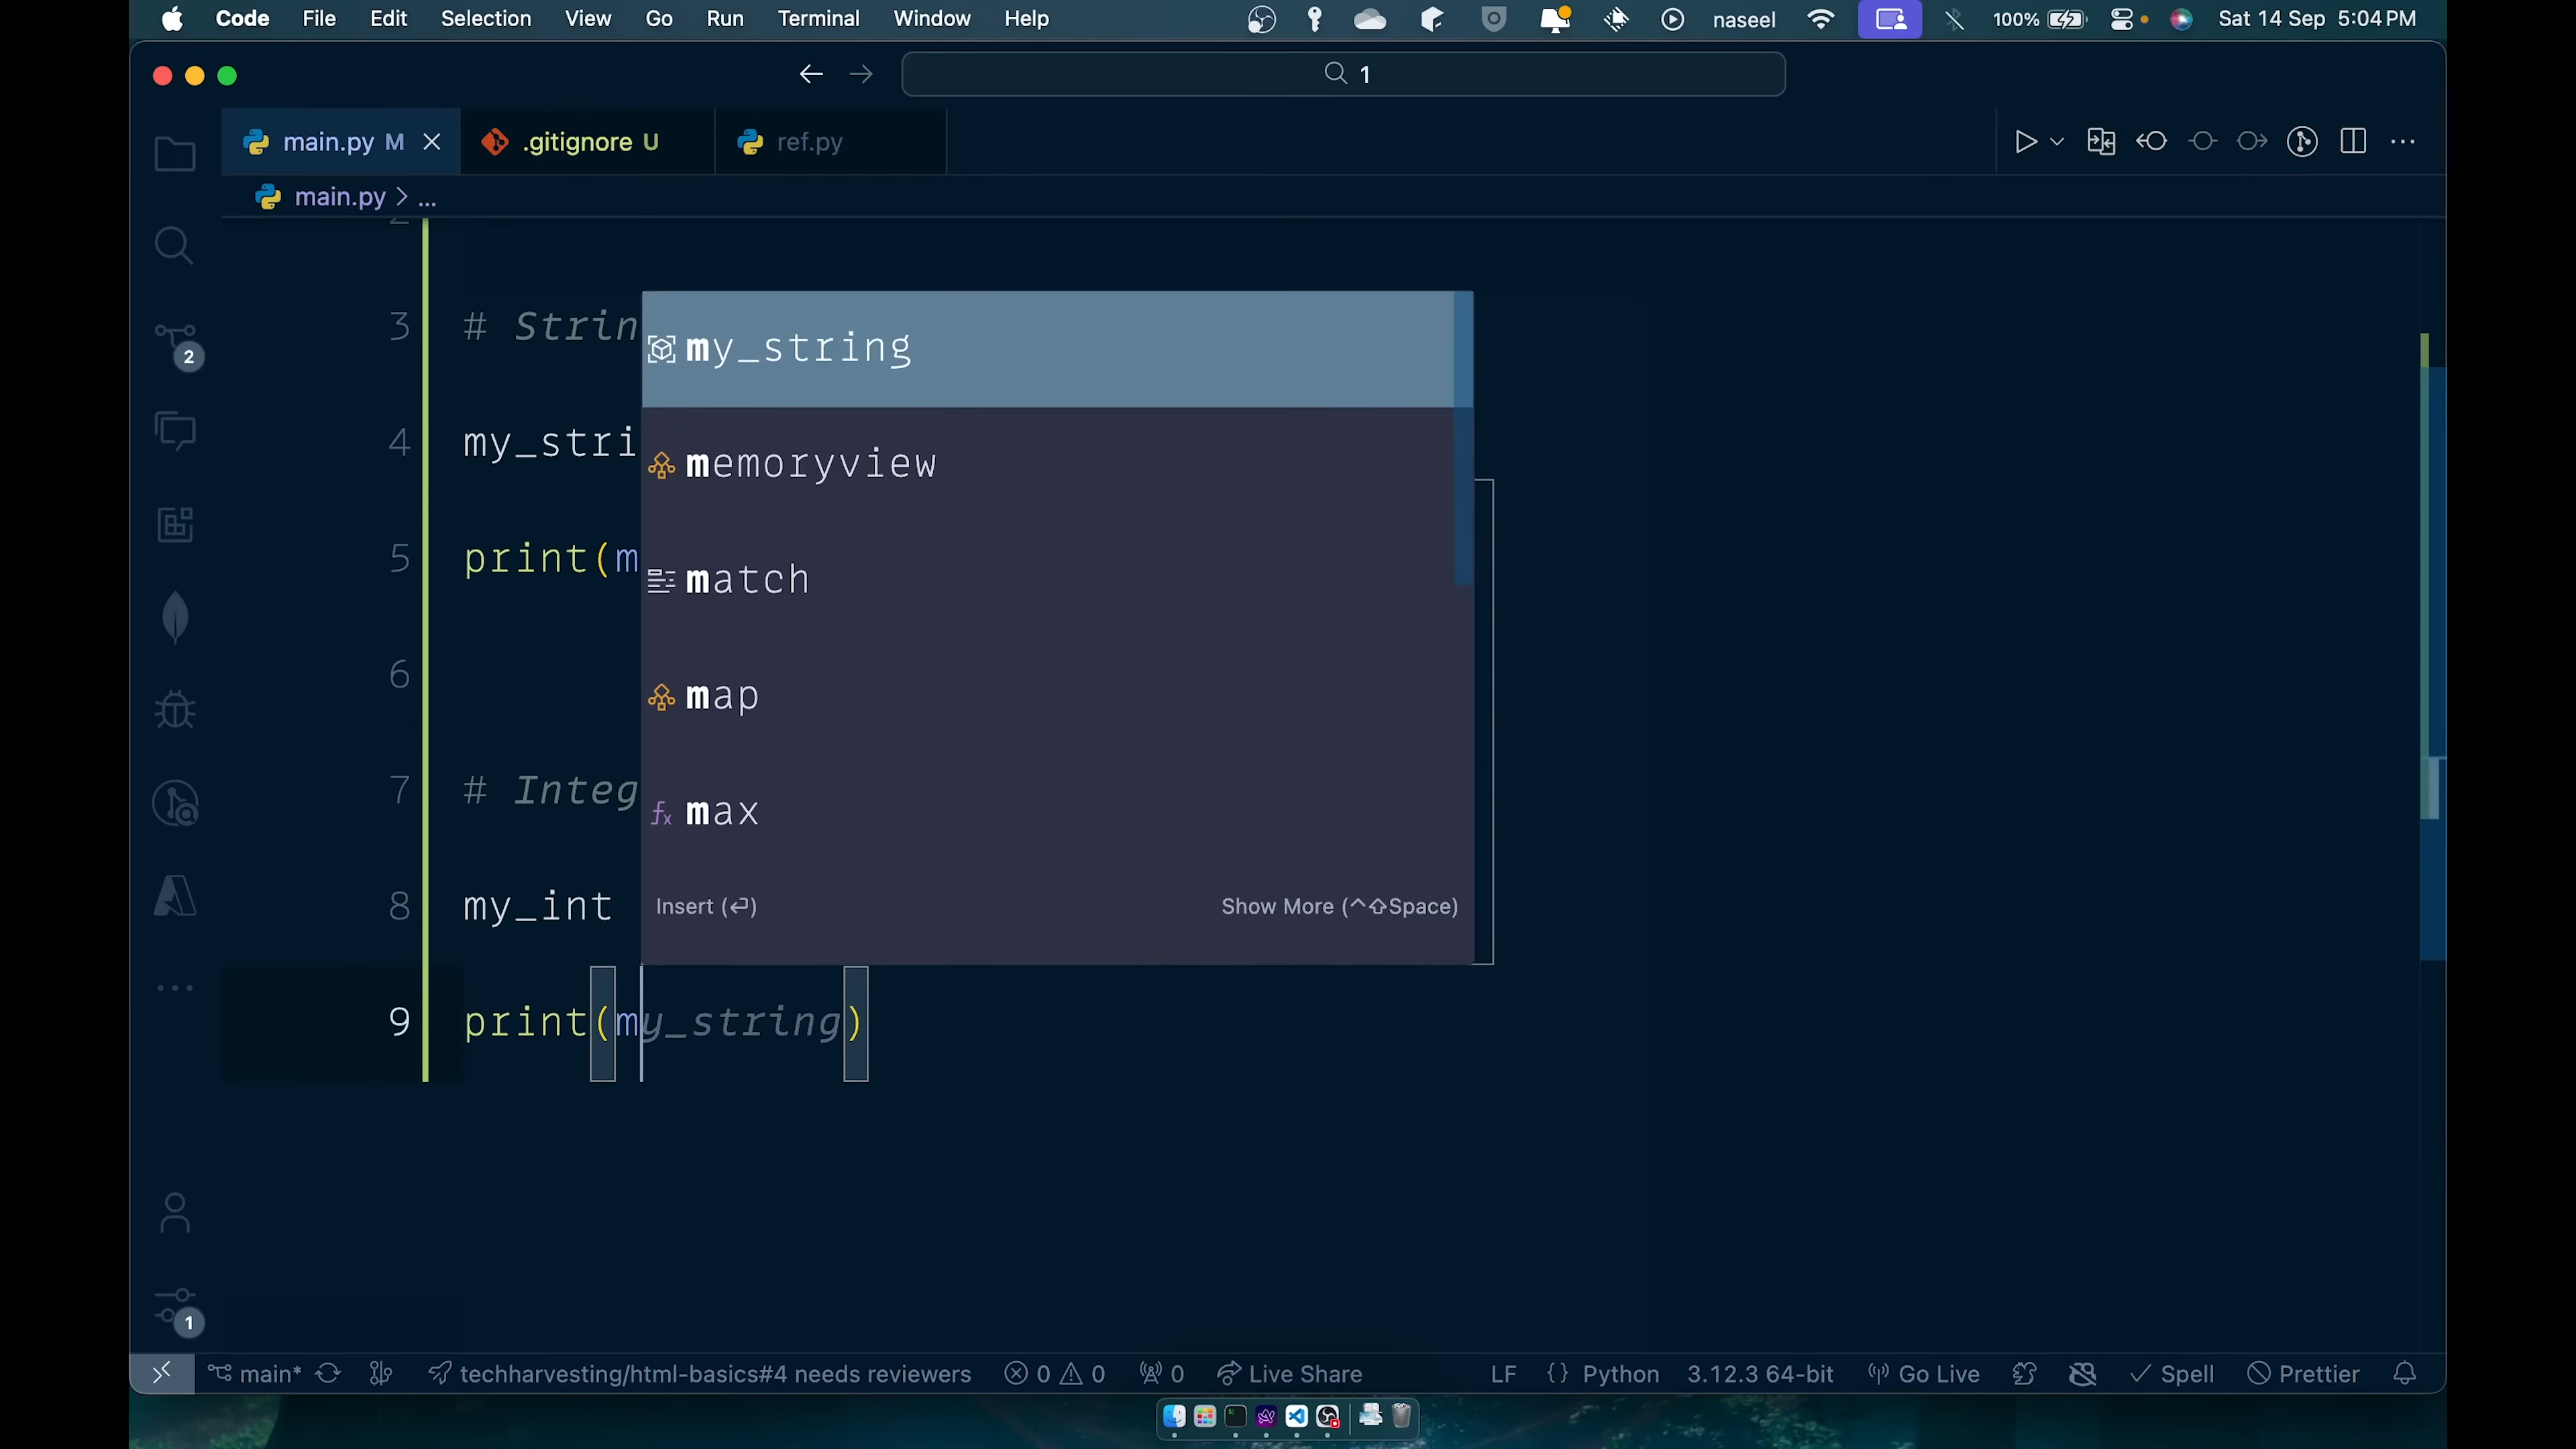 Code File Edit Selection View Go Run Terminal Window Help naseel 100% Sat 14 Sep 5:04 PM
1
main.py M .gitignore U ref.py
main.py > ...
2
3 # Strin
my_string
4 my_stri
memoryview
5 print(m
match
6
map
7 # Integ
max
8 my_int
Insert (⏎) Show More (^⇧Space)
9 print(my_string)
2
1
main* techharvesting/html-basics#4 needs reviewers 0 0 0 Live Share LF {} Python 3.12.3 64-bit Go Live Spell Prettier